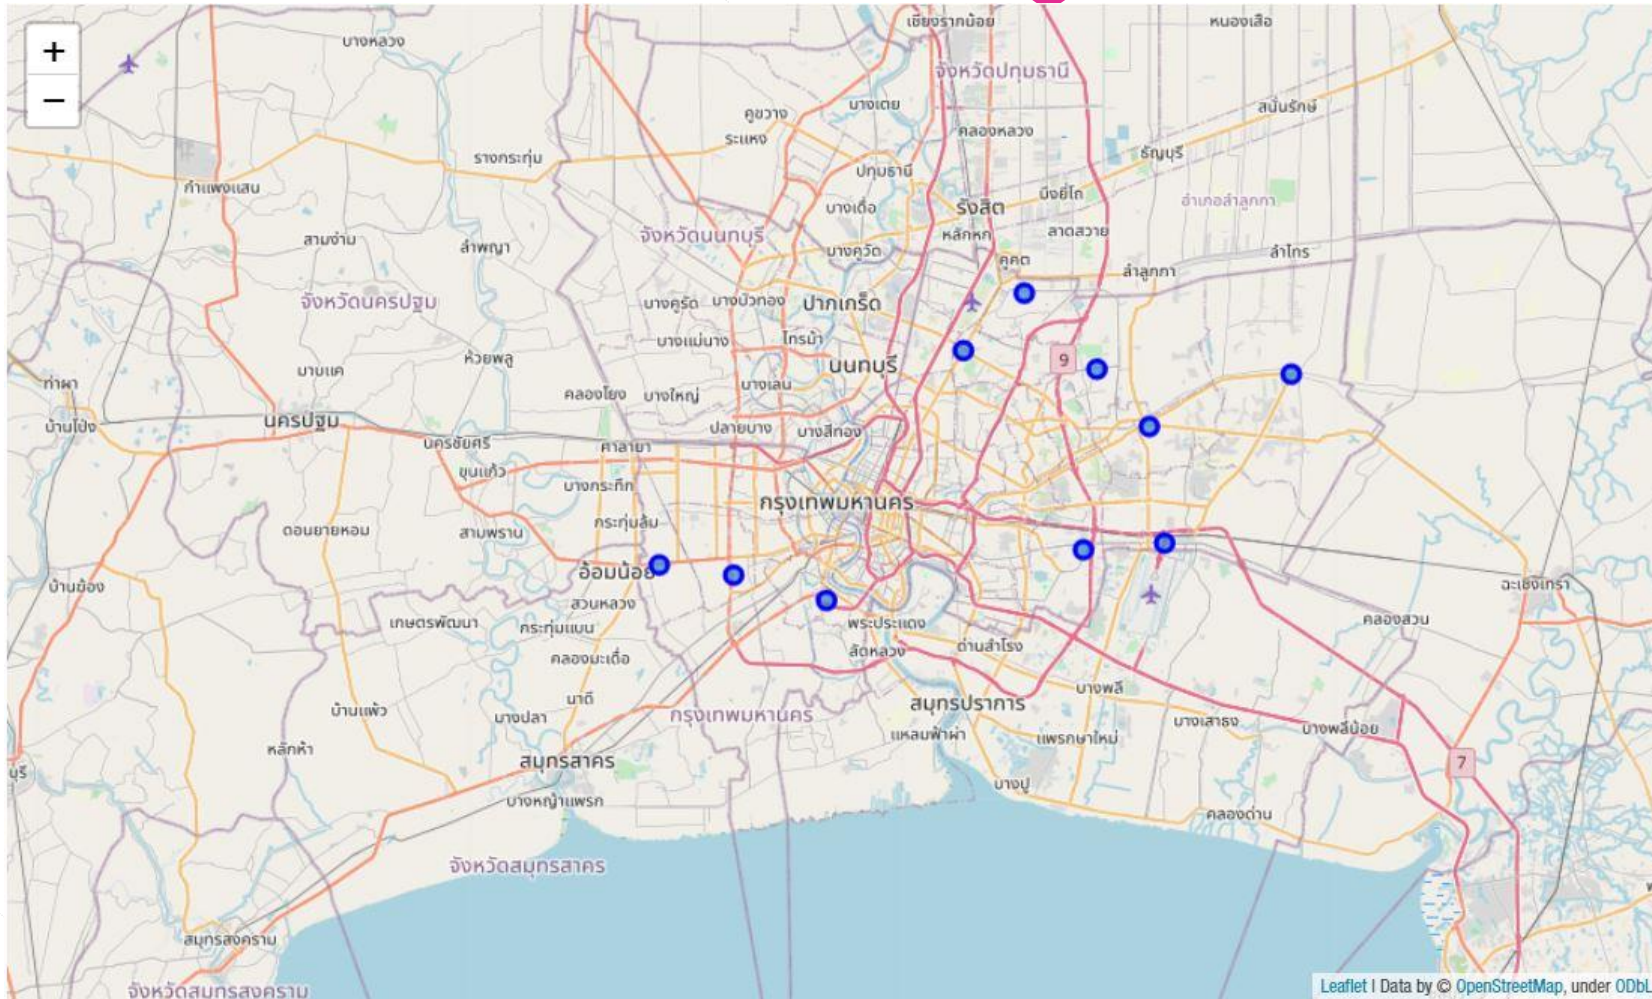 +
−
เชียงรากน้อย
หนองเสือ
บางหลวง
จังหวัดปทุมธานี
บางเตย
สนั่นรักษ์
คูขวาง
ระแหง
คลองหลวง
ธัญบุรี
รางกระทุ่ม
ปทุมธานี
กำแพงแสน
บึงยี่โถ
อำเภอลำลูกกา
บางเดื่อ
รังสิต
จังหวัดนนทบุรี
หลักหก
ลาดสวาย
สามง่าม
ลำพญา
บางคูวัด
คูคต
ลำไทร
ลำลูกกา
จังหวัดนครปฐม
บางคูรัด
บางบัวทอง
ปากเกร็ด
บางแม่นาง
ไทรม้า
ห้วยพลู
นนทบุรี
9
มาบแค
ท่าผา
บางเลน
คลองโยง
บางใหญ่
นครปฐม
บ้านโป่ง
ปลายบาง
บางสีทอง
นครชัยศรี
ศาลายา
ขุนแก้ว
บางกระทึก
กรุงเทพมหานคร
ดอนยายหอม
สามพราน
กระทุ่มล้ม
อ้อมน้อย
บ้านฆ้อง
ฉะเชิงเทรา
สวนหลวง
เกษตรพัฒนา
กระทุ่มแบน
พระประแดง
คลองสวน
คลองมะเดื่อ
ลัดหลวง
ด่านสำโรง
นาดี
บางพลี
บ้านแพ้ว
บางปลา
กรุงเทพมหานคร
สมุทรปราการ
บางเสาธง
บางพลีน้อย
หลักห้า
แหลมฟ้าผ่า
แพรกษาใหม่
สมุทรสาคร
7
บุรี
บางปู
บางหญ้าแพรก
คลองด่าน
จังหวัดสมุทรสาคร
สมุทรสงคราม
จังหวัดสมุทรสงคราม
Leaflet | Data by © OpenStreetMap, under ODbL